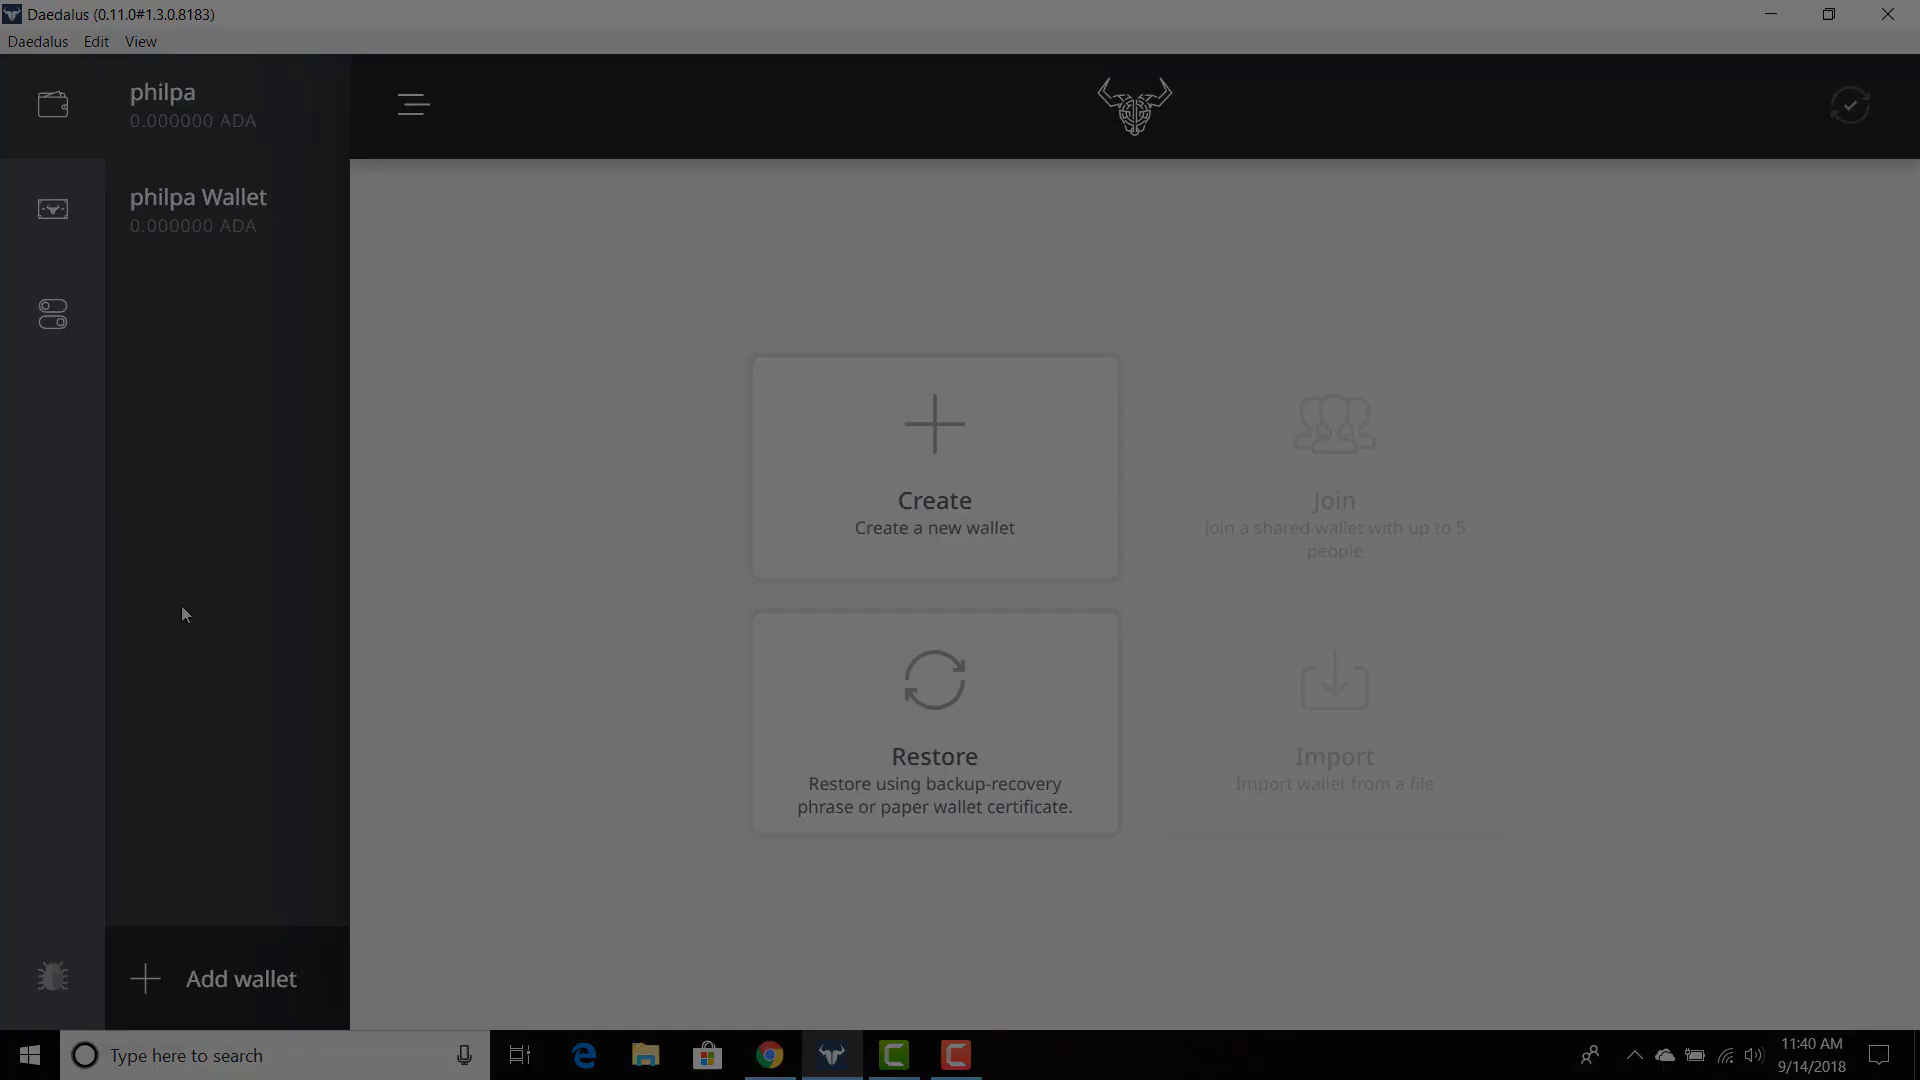 Daedalus (0.11.0#1.3.0.8183)
Daedalus Edit View
philpa
0.000000 ADA
philpa Wallet
0.000000 ADA
Create
Create a new wallet
Join
Join a shared wallet with up to 5
people
Restore
Restore using backup-recovery
phrase or paper wallet certificate.
Import
Import wallet from a file
Add wallet
Type here to search
11:40 AM
9/14/2018